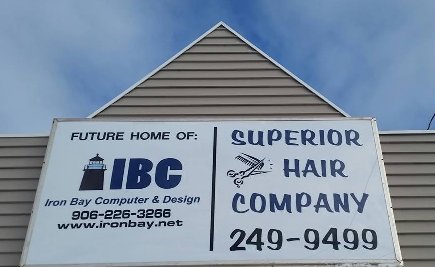 FUTURE HOME OF:
IBC
Iron Bay Computer & Design
906-226-3266
www.ironbay.net
SUPERIOR
HAIR
COMPANY
249-9499